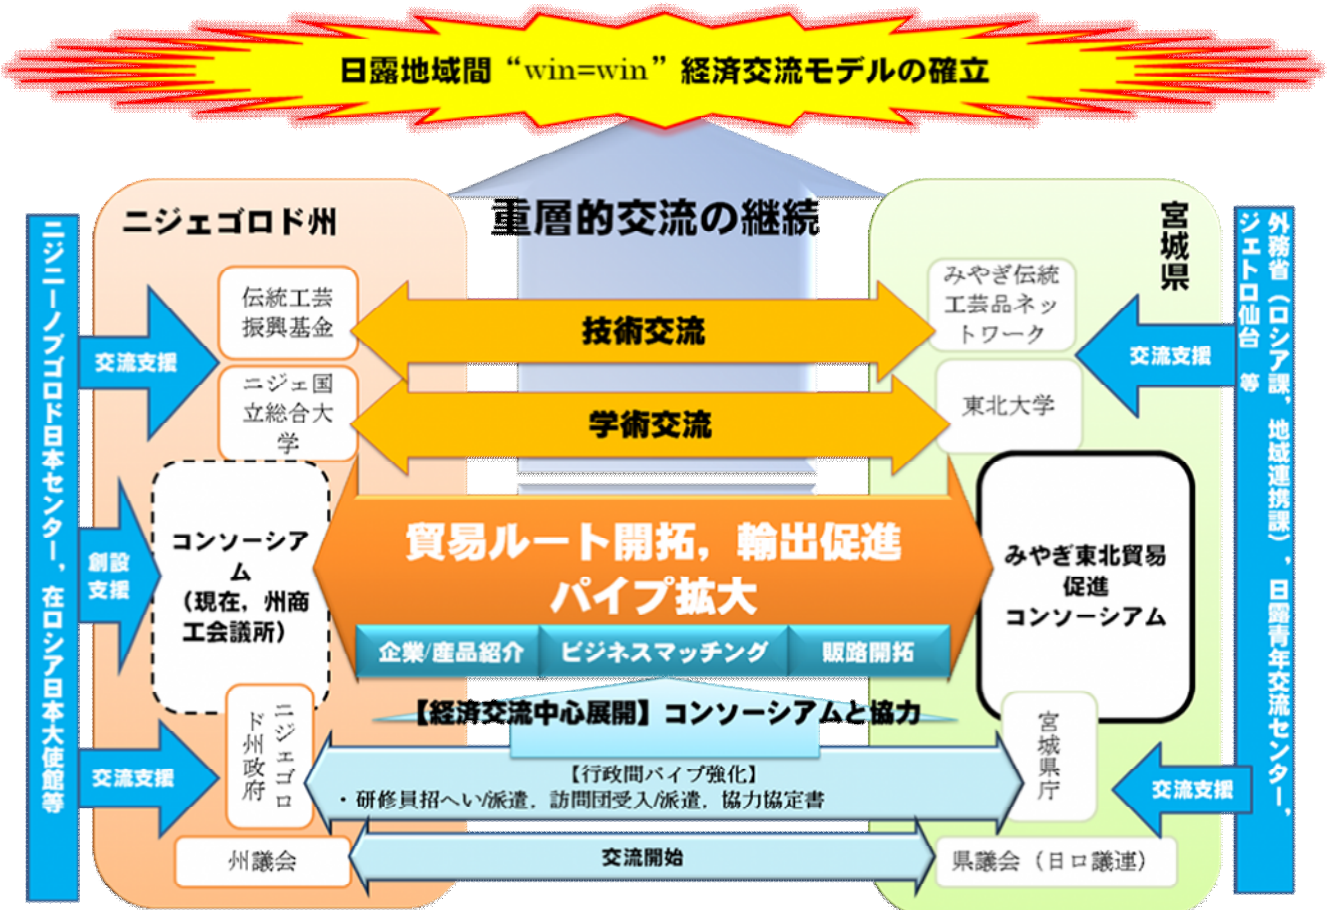 日露地域間“win=win”経済交流モデルの確立
重層的交流の継続
ニジェゴロド州
宮城県
ニジニーノブゴロド日本センター，在ロシア日本大使館等
外務省（ロシア課，地域連携課），日露青年交流センター，
ジェトロ仙台　等
伝統工芸
振興基金
技術交流
みやぎ伝統
工芸品ネッ
トワーク
交流支援
交流支援
ニジェ国
立総合大
学
学術交流
東北大学
コンソーシア
ム
（現在，州商
工会議所）
創設
支援
貿易ルート開拓，輸出促進
パイプ拡大
企業/産品紹介
ビジネスマッチング
販路開拓
みやぎ東北貿易
促進
コンソーシアム
【経済交流中心展開】コンソーシアムと協力
ニジェゴロ
ド州政府
交流支援
【行政間パイプ強化】
・研修員招へい/派遣，訪問団受入/派遣，協力協定書
宮城県庁
交流支援
州議会
交流開始
県議会（日ロ議連）